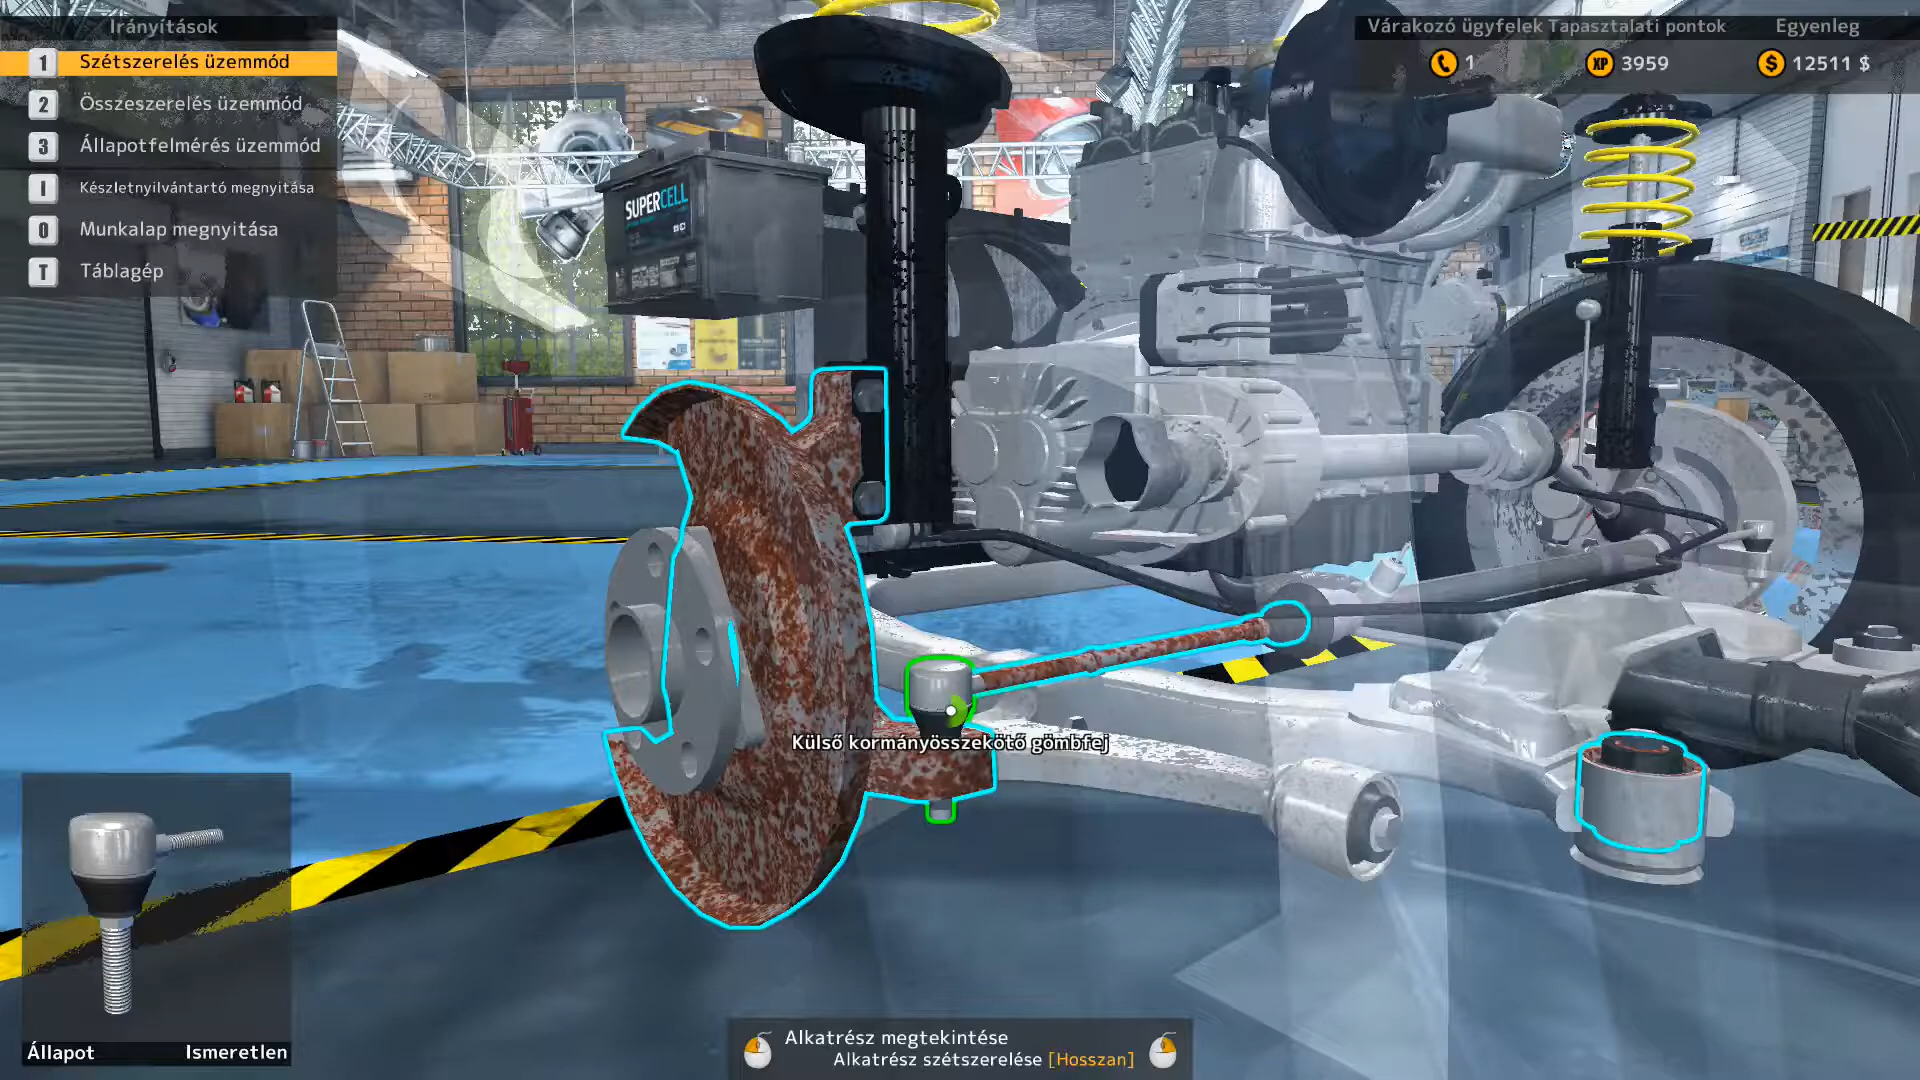 Irányítások
1 Szétszerelés üzemmód
2 Összeszerelés üzemmód
3 Állapotfelmérés üzemmód
I Készletnyilvántartó megnyitása
O Munkalap megnyitása
T Táblagép
Várakozó ügyfelek Tapasztalati pontok Egyenleg
1 XP 3959 $ 12511 $
SUPERCELL
Külső kormányösszekötő gömbfej
Állapot Ismeretlen
Alkatrész megtekintése
Alkatrész szétszerelése [Hosszan]